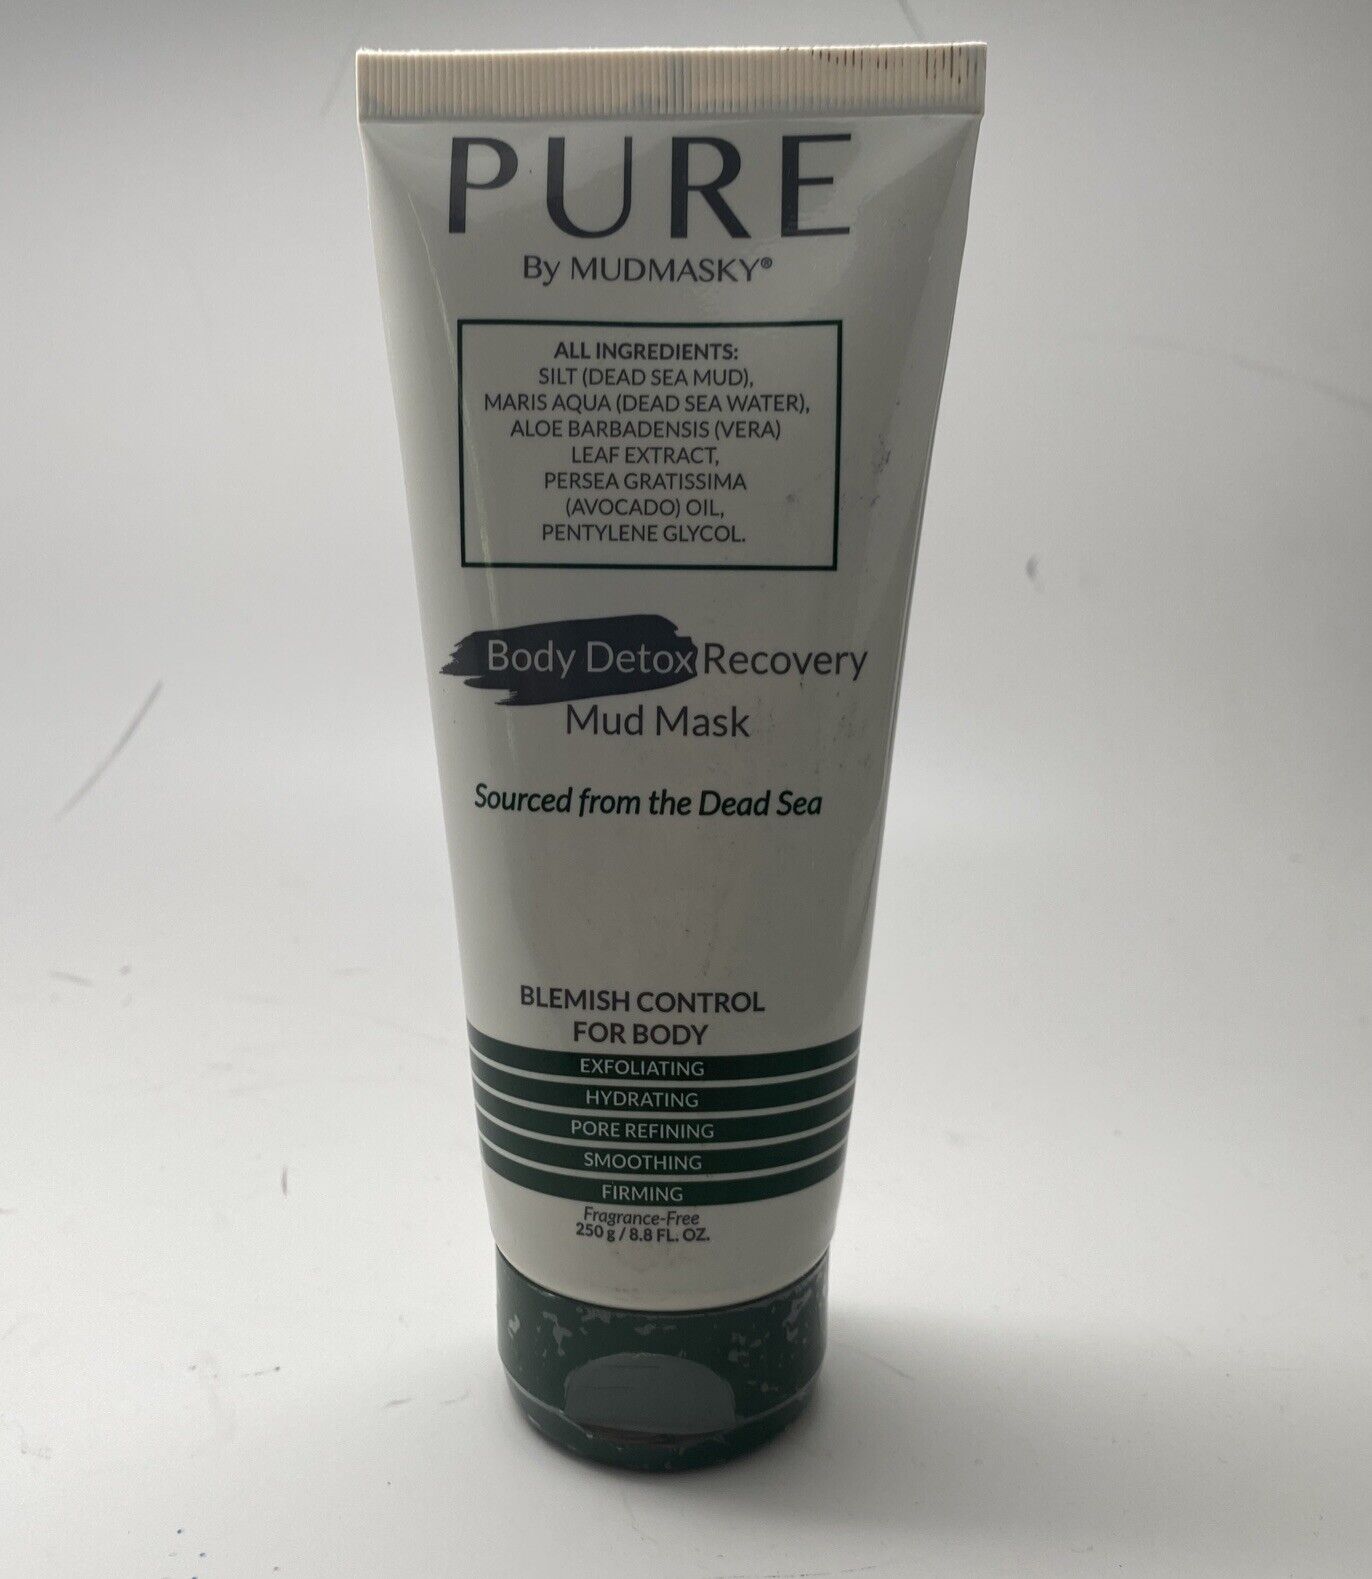 PURE
By MUDMASKY®
ALL INGREDIENTS:
SILT (DEAD SEA MUD),
MARIS AQUA (DEAD SEA WATER),
ALOE BARBADENSIS (VERA)
LEAF EXTRACT,
PERSEA GRATISSIMA
(AVOCADO) OIL,
PENTYLENE GLYCOL.
Body Detox Recovery
Mud Mask
Sourced from the Dead Sea
BLEMISH CONTROL
FOR BODY
EXFOLIATING
HYDRATING
PORE REFINING
SMOOTHING
FIRMING
Fragrance-Free
250 g / 8.8 FL. OZ.